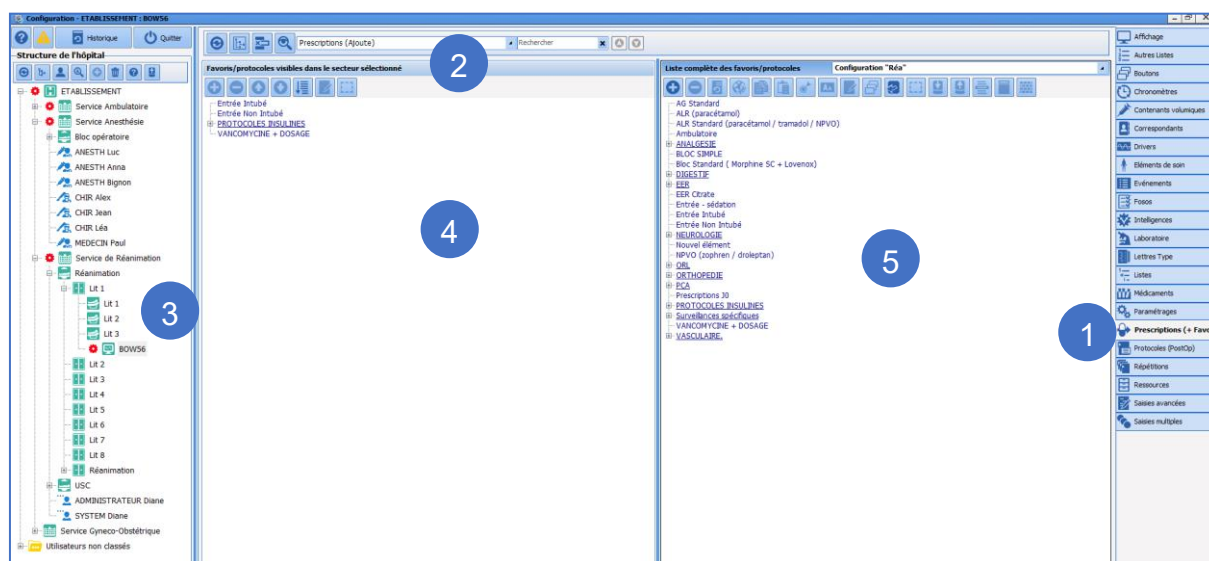 Configuration - ETABLISSEMENT : BOW56
Historique
Quitter
Structure de l'hôpital
ETABLISSEMENT
Service Ambulatoire
Service Anesthésie
Bloc opératoire
ANESTH Luc
ANESTH Anna
ANESTH Bignon
CHIR Alex
CHIR Jean
CHIR Léa
MEDECIN Paul
Service de Réanimation
Réanimation
Lit 1
Lit 1
Lit 2
Lit 3
BOW56
Lit 2
Lit 3
Lit 4
Lit 5
Lit 6
Lit 7
Lit 8
Réanimation
USC
ADMINISTRATEUR Diane
SYSTEM Diane
Service Gyneco-Obstétrique
Utilisateurs non classés
3
Prescriptions (Ajoute)
Rechercher
2
Favoris/protocoles visibles dans le secteur sélectionné
Entrée Intubé
Entrée Non Intubé
PROTOCOLES INSULINES
VANCOMYCINE + DOSAGE
4
Liste complète des favoris/protocoles
Configuration "Réa"
AG Standard
ALR (paracétamol)
ALR Standard (paracétamol / tramadol / NPVO)
Ambulatoire
ANALGESIE
BLOC SIMPLE
Bloc Standard ( Morphine SC + Lovenox)
DIGESTIF
EER
EER Citrate
Entrée - sédation
Entrée Intubé
Entrée Non Intubé
NEUROLOGIE
Nouvel élément
NPVO (zophren / droleptan)
ORL
ORTHOPEDIE
PCA
Prescriptions J0
PROTOCOLES INSULINES
Surveillances spécifiques
VANCOMYCINE + DOSAGE
VASCULAIRE.
5
1
Affichage
Autres Listes
Boutons
Chronomètres
Contenants volumiques
Correspondants
Drivers
Eléments de soin
Evénements
Fosos
Intelligences
Laboratoire
Lettres Type
Listes
Médicaments
Paramétrages
Prescriptions (+ Favo
Protocoles (PostOp)
Répétitions
Ressources
Saisies avancées
Saisies multiples